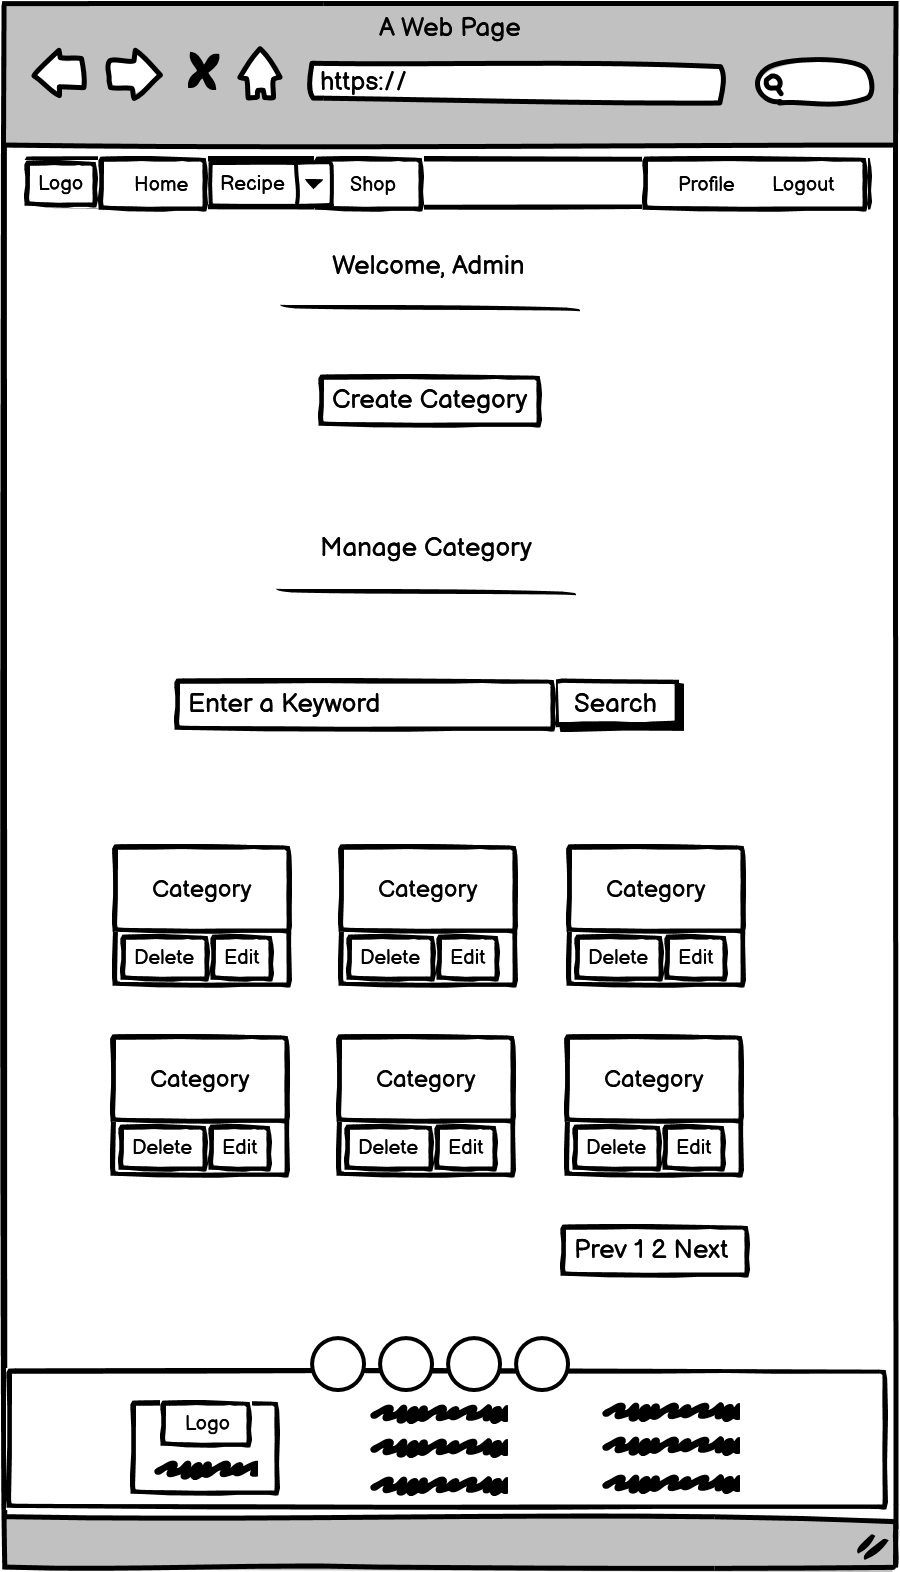 A Web Page
https://
Logo Home Recipe Shop Profile Logout
Welcome, Admin
Create Category
Manage Category
Enter a Keyword Search
Category Category Category
Delete Edit Delete Edit Delete Edit
Category Category Category
Delete Edit Delete Edit Delete Edit
Prev 1 2 Next
Logo